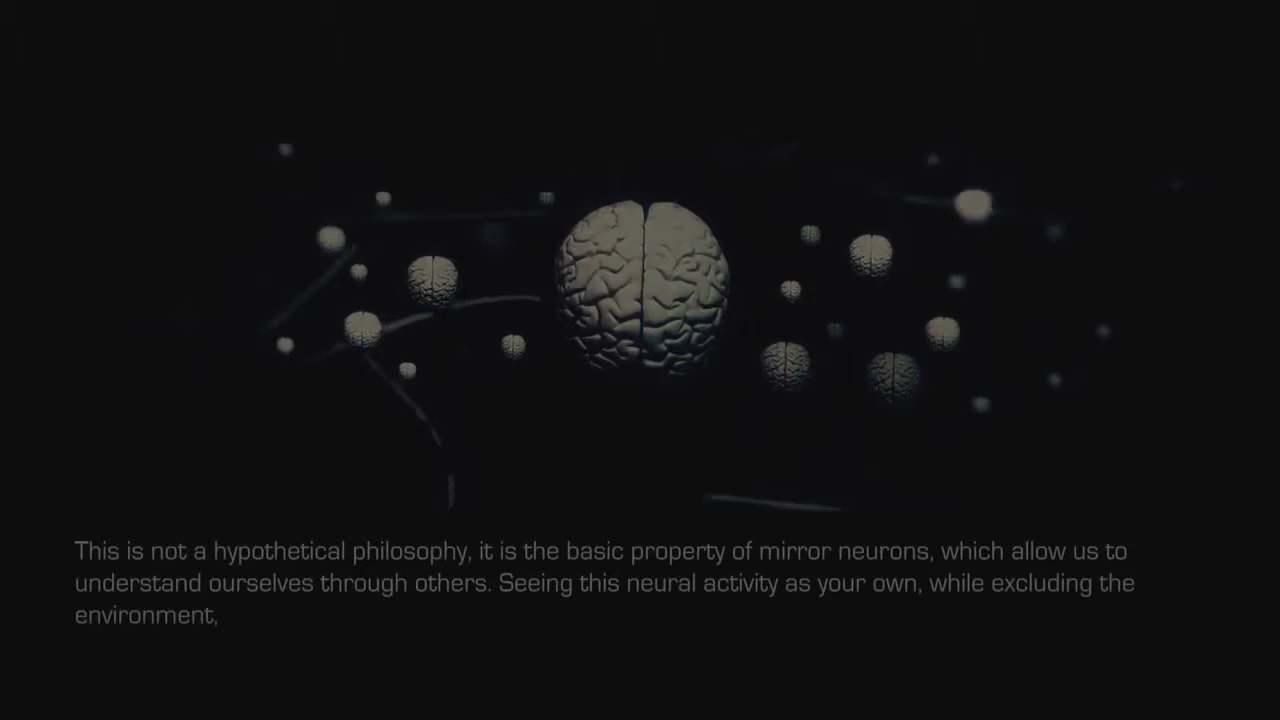 This is not a hypothetical philosophy, it is the basic property of mirror neurons, which allow us to
understand ourselves through others. Seeing this neural activity as your own, while excluding the
environment,